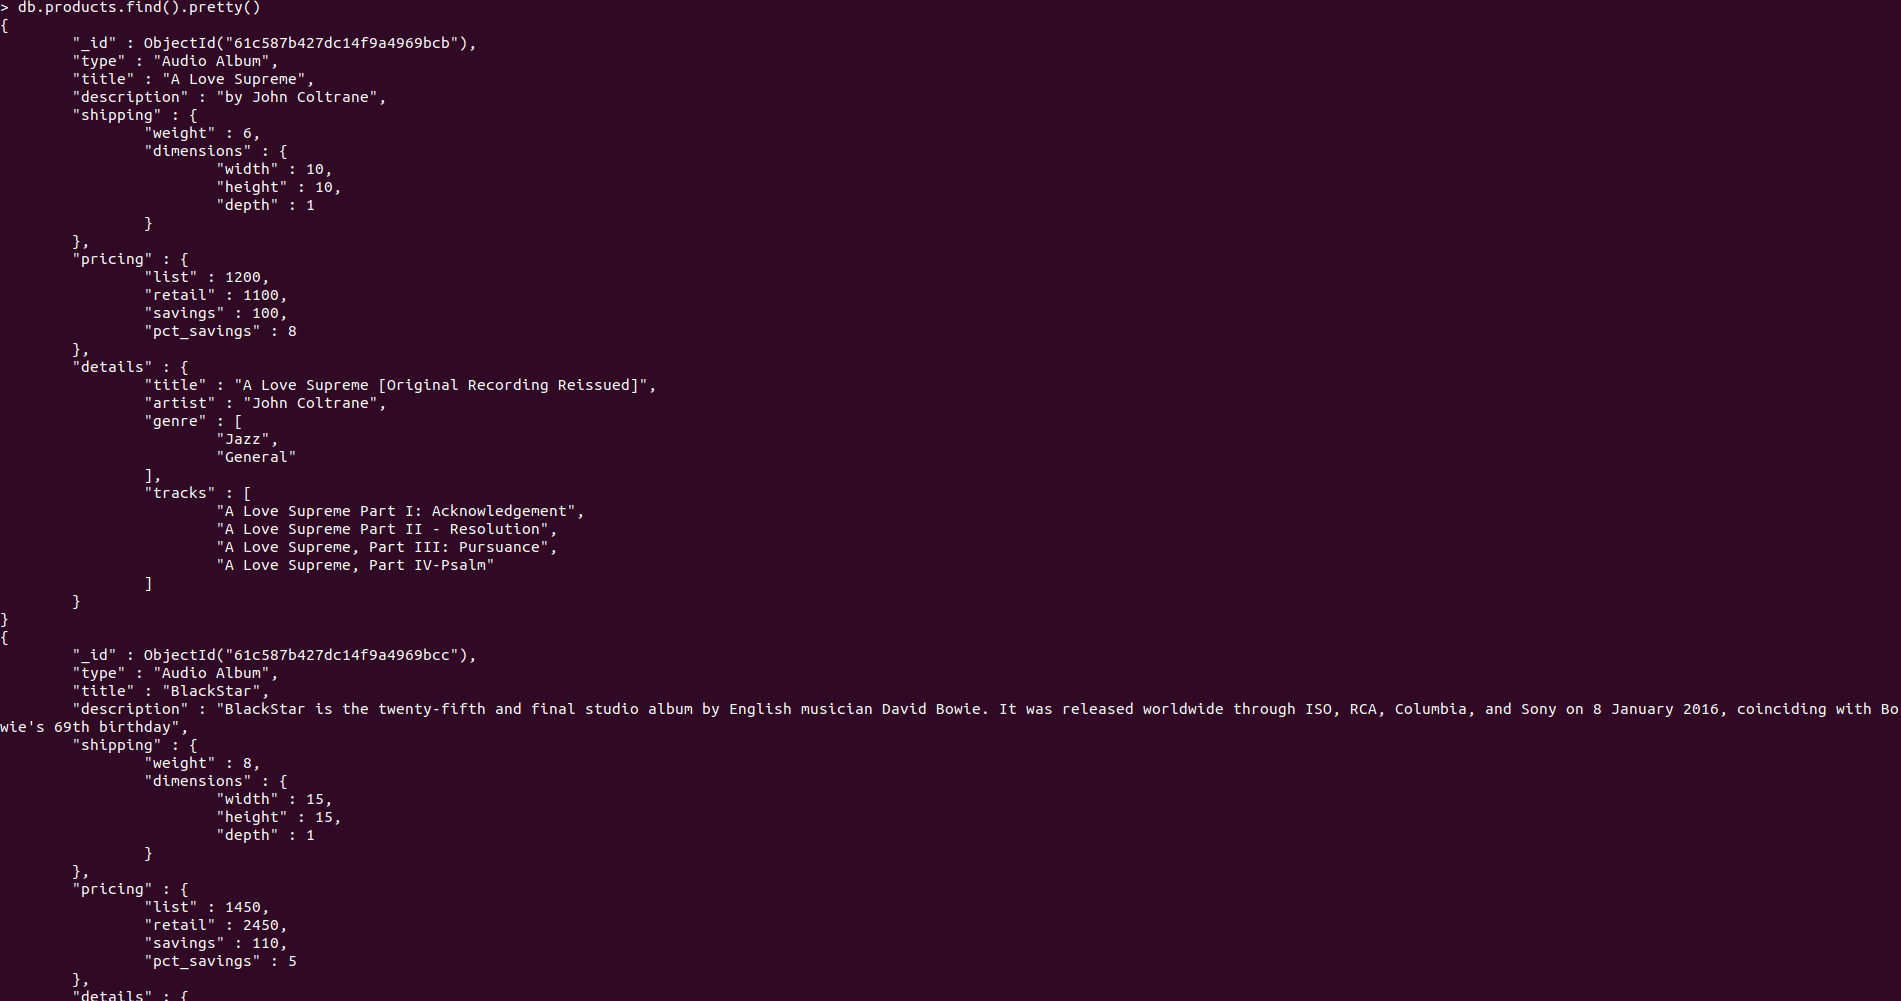 > db.products.find().pretty()
{
        "_id" : ObjectId("61c587b427dc14f9a4969bcb"),
        "type" : "Audio Album",
        "title" : "A Love Supreme",
        "description" : "by John Coltrane",
        "shipping" : {
                "weight" : 6,
                "dimensions" : {
                        "width" : 10,
                        "height" : 10,
                        "depth" : 1
                }
        },
        "pricing" : {
                "list" : 1200,
                "retail" : 1100,
                "savings" : 100,
                "pct_savings" : 8
        },
        "details" : {
                "title" : "A Love Supreme [Original Recording Reissued]",
                "artist" : "John Coltrane",
                "genre" : [
                        "Jazz",
                        "General"
                ],
                "tracks" : [
                        "A Love Supreme Part I: Acknowledgement",
                        "A Love Supreme Part II - Resolution",
                        "A Love Supreme, Part III: Pursuance",
                        "A Love Supreme, Part IV-Psalm"
                ]
        }
}
{
        "_id" : ObjectId("61c587b427dc14f9a4969bcc"),
        "type" : "Audio Album",
        "title" : "BlackStar",
        "description" : "BlackStar is the twenty-fifth and final studio album by English musician David Bowie. It was released worldwide through ISO, RCA, Columbia, and Sony on 8 January 2016, coinciding with Bo
wie's 69th birthday",
        "shipping" : {
                "weight" : 8,
                "dimensions" : {
                        "width" : 15,
                        "height" : 15,
                        "depth" : 1
                }
        },
        "pricing" : {
                "list" : 1450,
                "retail" : 2450,
                "savings" : 110,
                "pct_savings" : 5
        },
        "details" : {